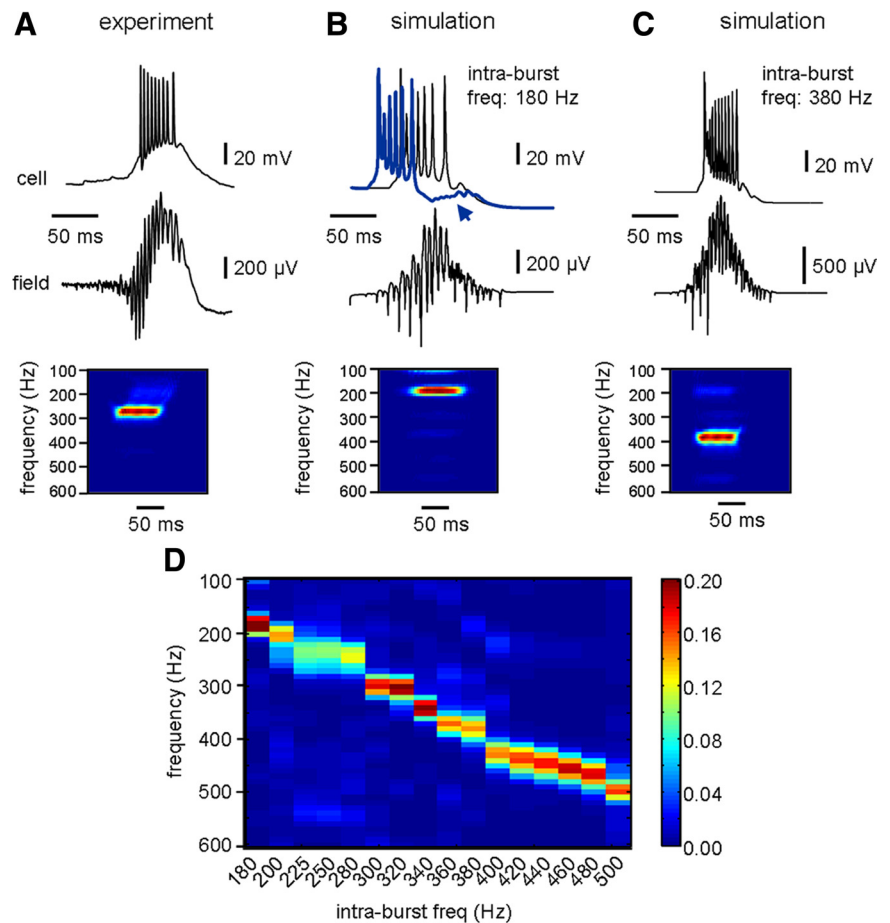 A experiment
B simulation
C simulation
intra-burst
freq: 180 Hz
intra-burst
freq: 380 Hz
cell
20 mV
20 mV
20 mV
50 ms
50 ms
50 ms
field
200 µV
200 µV
500 µV
frequency (Hz)
100
200
300
400
500
600
50 ms
frequency (Hz)
100
200
300
400
500
600
50 ms
frequency (Hz)
100
200
300
400
500
600
50 ms
D
frequency (Hz)
100
200
300
400
500
600
180 200 225 250 280 300 320 340 360 380 400 420 440 460 480 500
intra-burst freq (Hz)
0.20
0.16
0.12
0.08
0.04
0.00